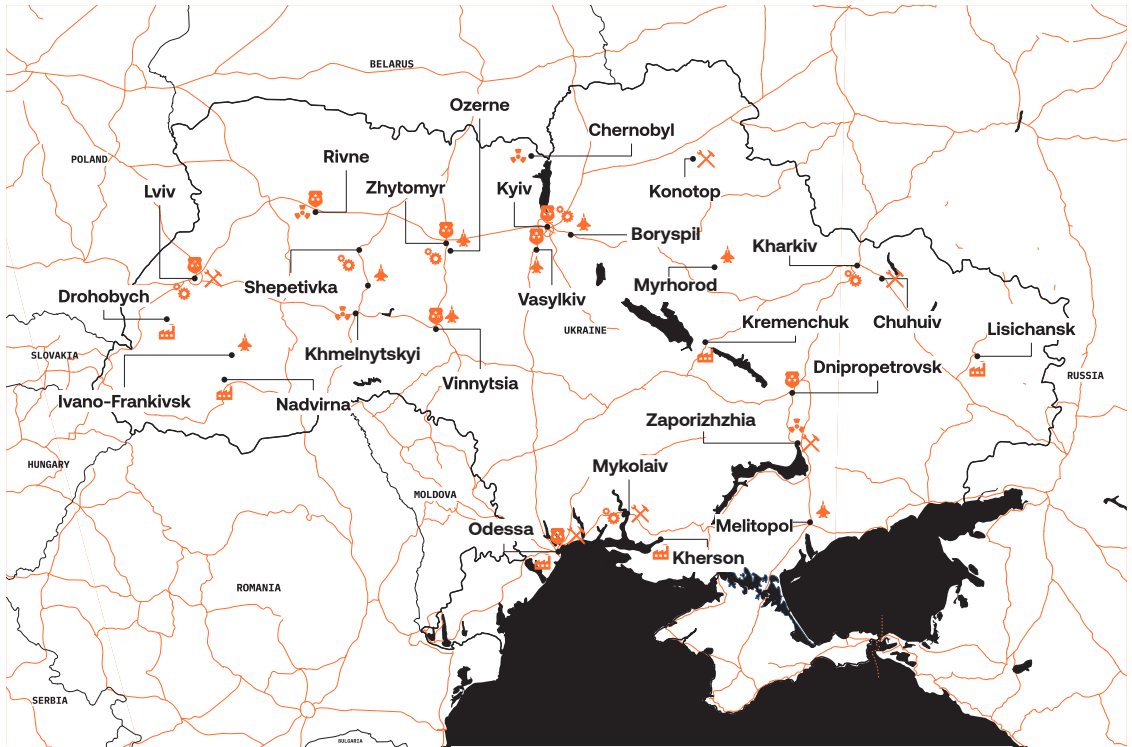 BELARUS
Ozerne
Chernobyl
POLAND
Rivne
Lviv
Zhytomyr
Kyiv
Konotop
Boryspil
Kharkiv
Shepetivka
Myrhorod
Drohobych
Vasylkiv
UKRAINE
Kremenchuk
Chuhuiv
Lisichansk
SLOVAKIA
Khmelnytskyi
Dnipropetrovsk
RUSSIA
Vinnytsia
Ivano-Frankivsk
Nadvirna
Zaporizhzhia
HUNGARY
Mykolaiv
MOLDOVA
Odessa
Melitopol
Kherson
ROMANIA
SERBIA
BULGARIA